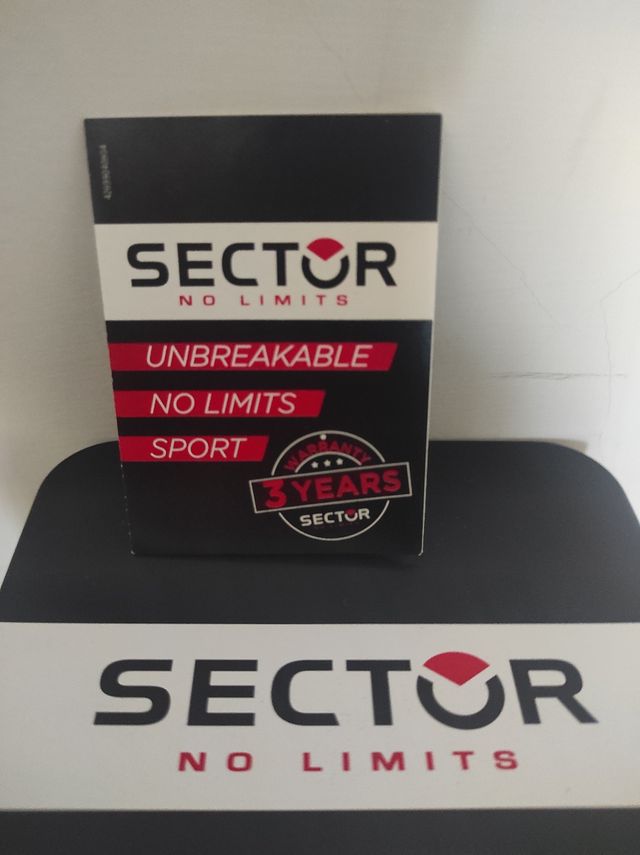 SECTOR
NO LIMITS
UNBREAKABLE
NO LIMITS
SPORT
WARRANTY
3 YEARS
SECTOR
SECTOR
NO LIMITS